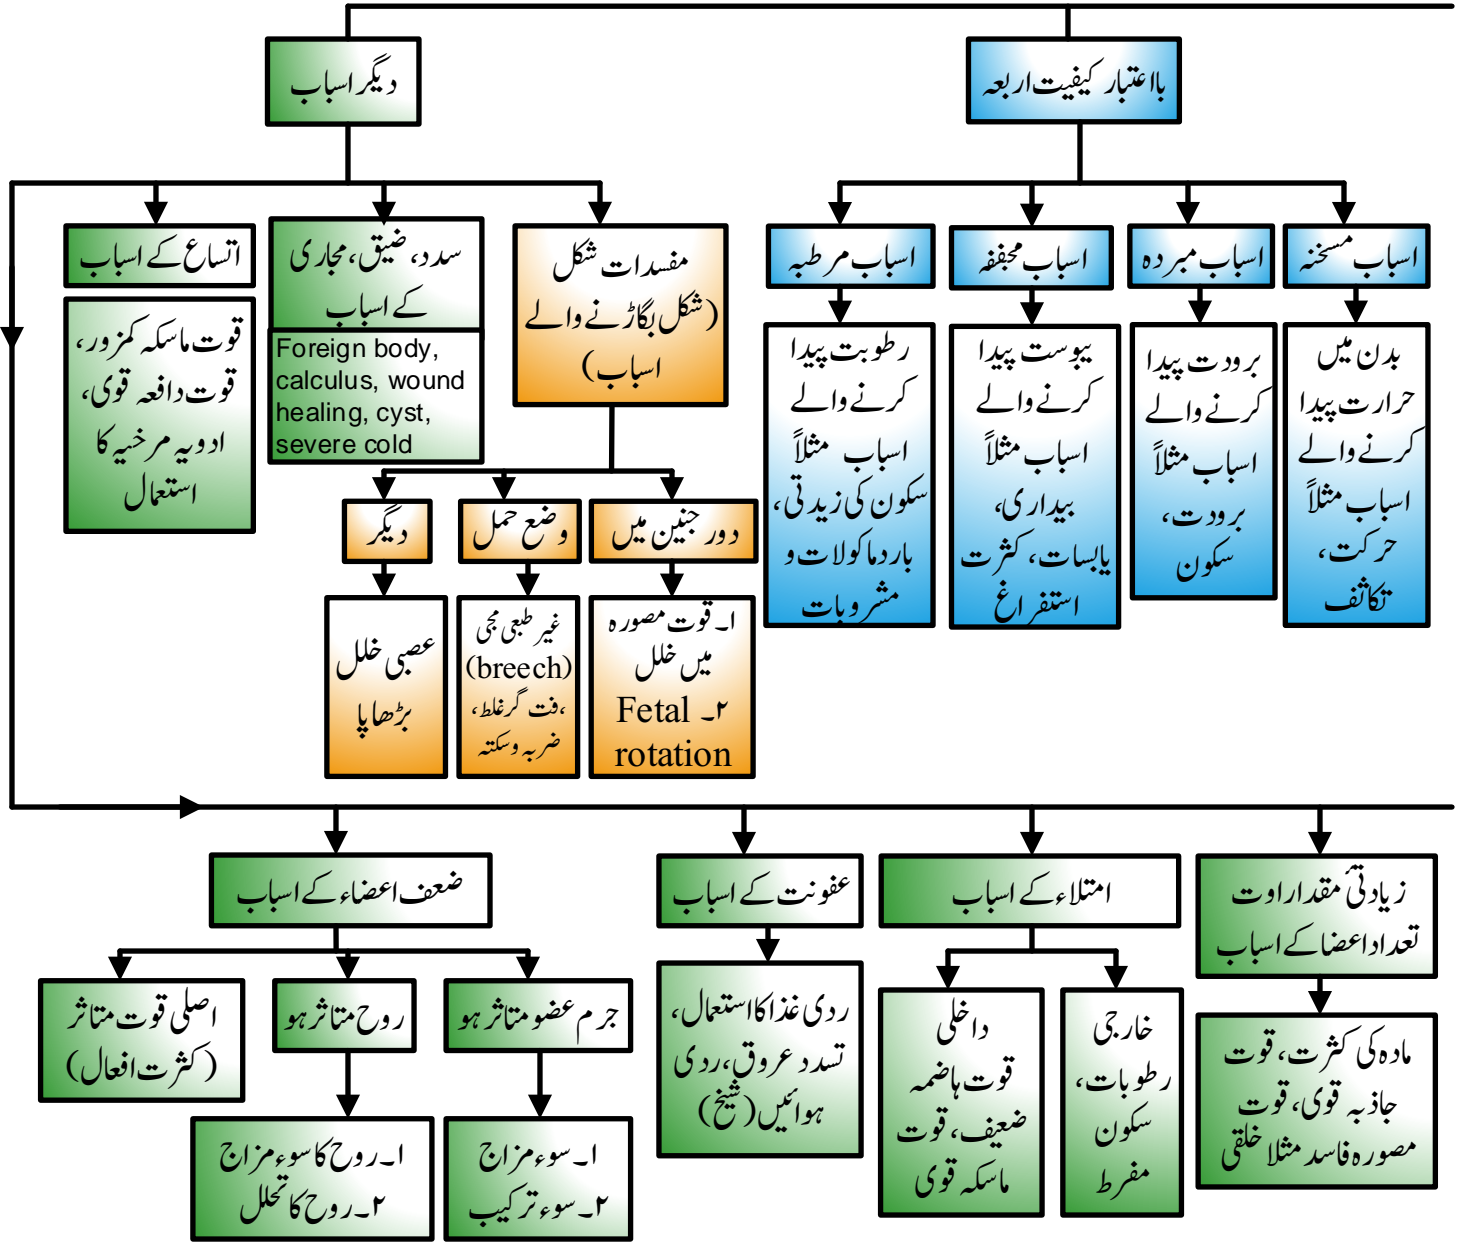 بااعتبار کیفیت اربعہ
دیگر اسباب
اسباب مسخنہ
بدن میں
حرارت پیدا
کرنے والے
اسباب مثلاً
حرکت،
تکاثف
اسباب مبردہ
برودت پیدا
کرنے والے
اسباب مثلاً
برودت،
سکون
اسباب مجففہ
یبوست پیدا
کرنے والے
اسباب مثلاً
بیداری،
یابسات، کثرت
استفراغ
اسباب مرطبہ
رطوبت پیدا
کرنے والے
اسباب مثلاً
سکون کی زیدتی،
بارد ماکولات و
مشروبات
مفسدات شکل
(شکل بگاڑنے والے
اسباب)
دور جنین میں
۱۔قوت مصورہ
میں خلل
۲۔ Fetal
rotation
وضع حمل
غیر طبعی مجی
(breech)
،فت گر غلط،
ضربہ وسکتہ
دیگر
عصبی خلل
بڑھاپا
سدد، ضیق، مجاری
کے اسباب
Foreign body,
calculus, wound
healing, cyst,
severe cold
اتساع کے اسباب
قوت ماسکہ کمزور،
قوت دافعہ قوی،
ادویہ مرخیہ کا
استعمال
زیادتیٔ مقدار اوت
تعداد اعضا کے اسباب
مادہ کی کثرت، قوت
جاذبہ قوی، قوت
مصورہ فاسد مثلا خلقی
امتلاء کے اسباب
خارجی
رطوبات،
سکون
مفرط
داخلی
قوت ہاضمہ
ضعیف، قوت
ماسکہ قوی
عفونت کے اسباب
ردی غذا کا استعمال،
تسدد عروق، ردی
ہوائیں (شیخ)
ضعف اعضاء کے اسباب
جرم عضو متاثر ہو
۱۔سوء مزاج
۲۔سوء ترکیب
روح متاثر ہو
۱۔روح کا سوء مزاج
۲۔روح کا تحلل
اصلی قوت متاثر
(کثرت افعال)